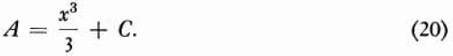 A = x³/3 + C. (20)